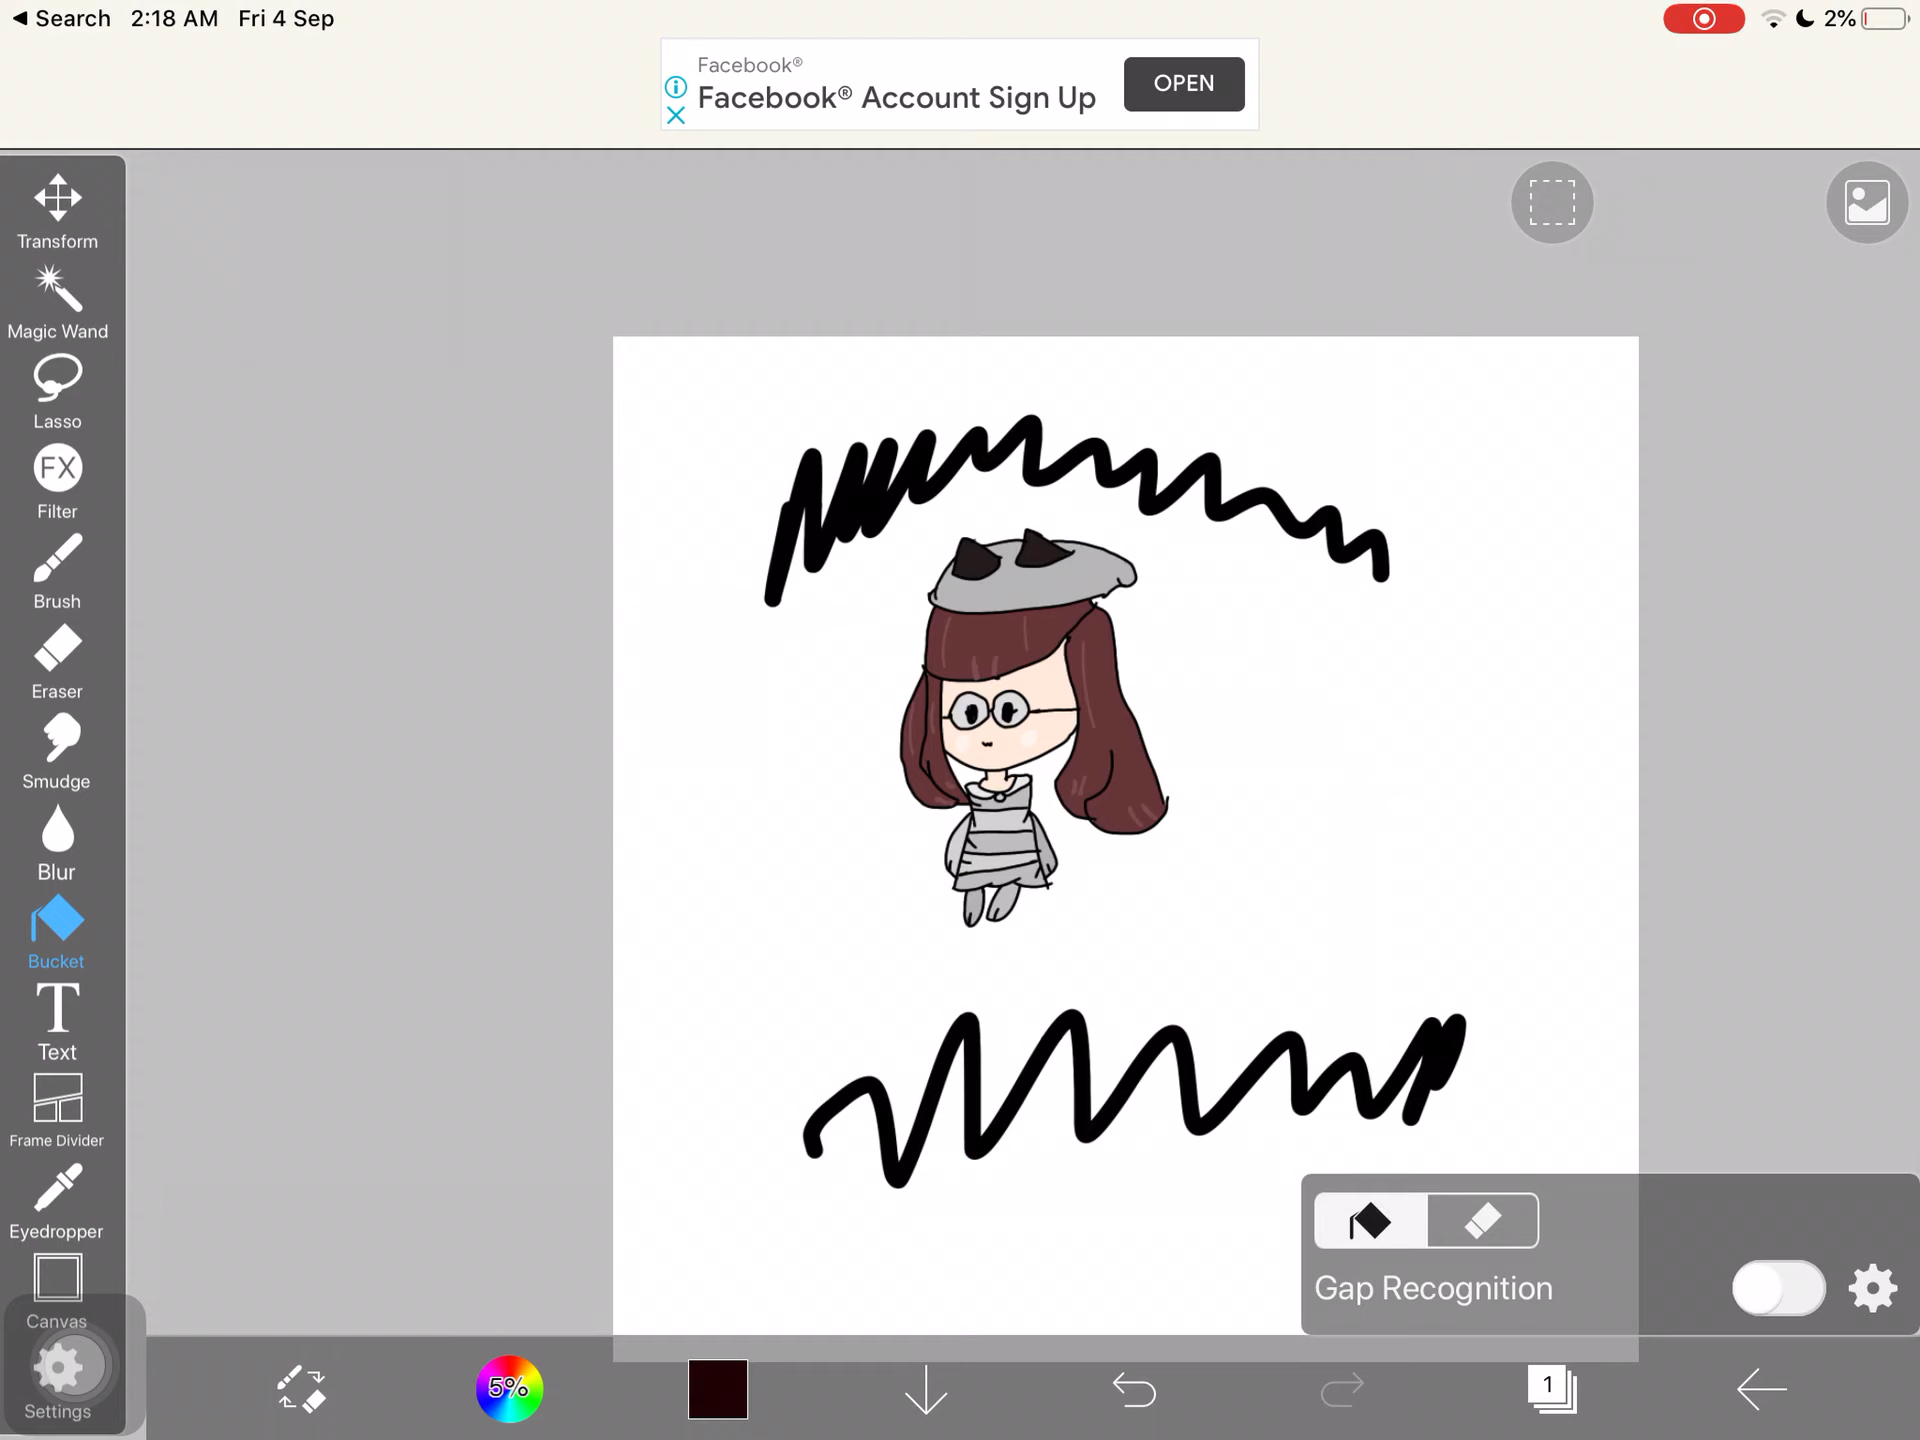 Search 2:18 AM Fri 4 Sep
2%
Facebook®
Facebook® Account Sign Up
OPEN
Transform
Magic Wand
Lasso
FX
Filter
Brush
Eraser
Smudge
Blur
Bucket
T
Text
Frame Divider
Eyedropper
Canvas
Settings
Gap Recognition
5%
1